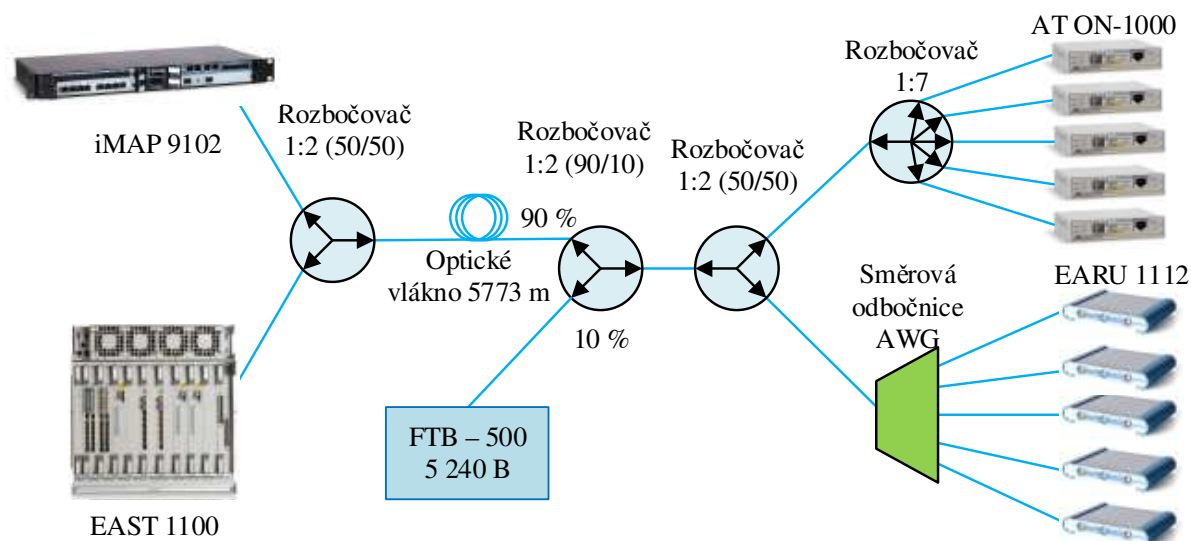 iMAP 9102
Rozbočovač
1:2 (50/50)
EAST 1100
90 %
Optické
vlákno 5773 m
Rozbočovač
1:2 (90/10)
10 %
FTB – 500
5 240 B
Rozbočovač
1:2 (50/50)
Rozbočovač
1:7
AT ON-1000
Směrová
odbočnice
AWG
EARU 1112